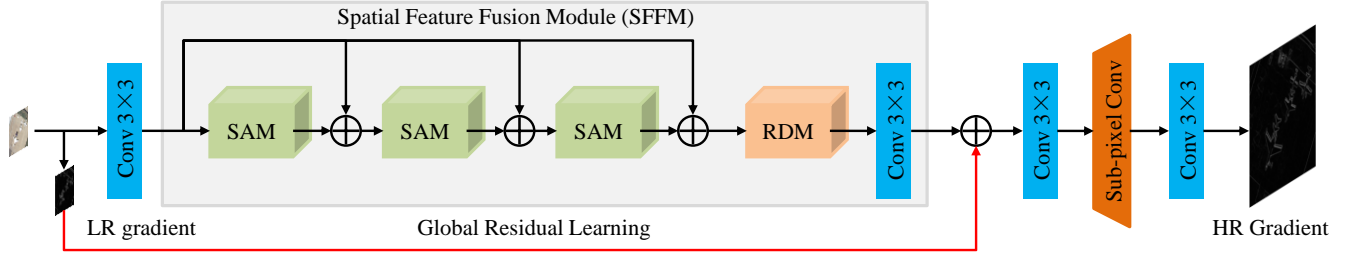 Spatial Feature Fusion Module (SFFM)
Conv 3×3
SAM
SAM
SAM
RDM
Conv 3×3
Conv 3×3
Sub-pixel Conv
Conv 3×3
LR gradient
Global Residual Learning
HR Gradient